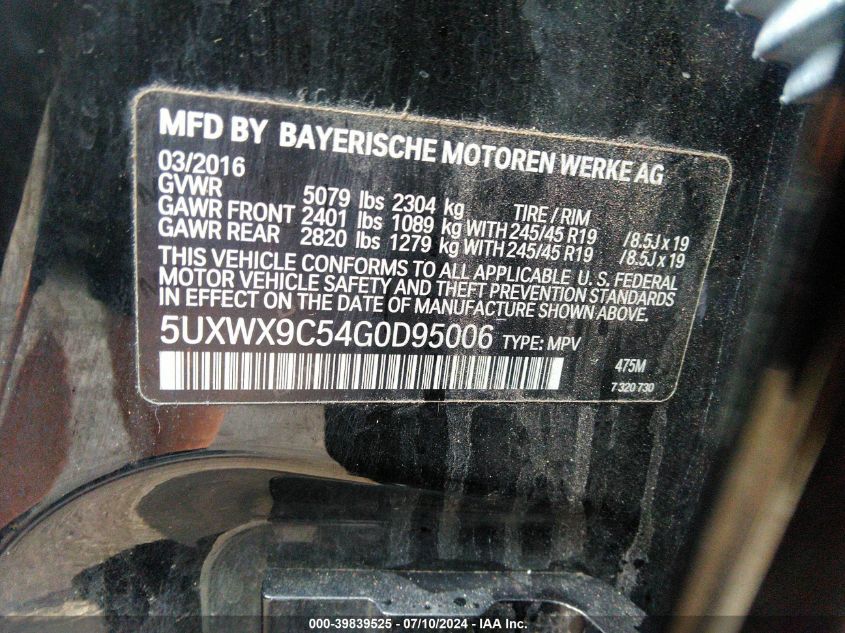 MFD BY BAYERISCHE MOTOREN WERKE AG
03/2016
GVWR 5079 lbs 2304 kg TIRE / RIM
GAWR FRONT 2401 lbs 1089 kg WITH 245/45 R19 /8.5J x 19
GAWR REAR 2820 lbs 1279 kg WITH 245/45 R19 /8.5J x 19
THIS VEHICLE CONFORMS TO ALL APPLICABLE U.S. FEDERAL
MOTOR VEHICLE SAFETY AND THEFT PREVENTION STANDARDS
IN EFFECT ON THE DATE OF MANUFACTURE SHOWN ABOVE.
5UXWX9C54G0D95006 TYPE: MPV
475M
7 320 730
000-39839525 / 07/10/2024 - IAA Inc.